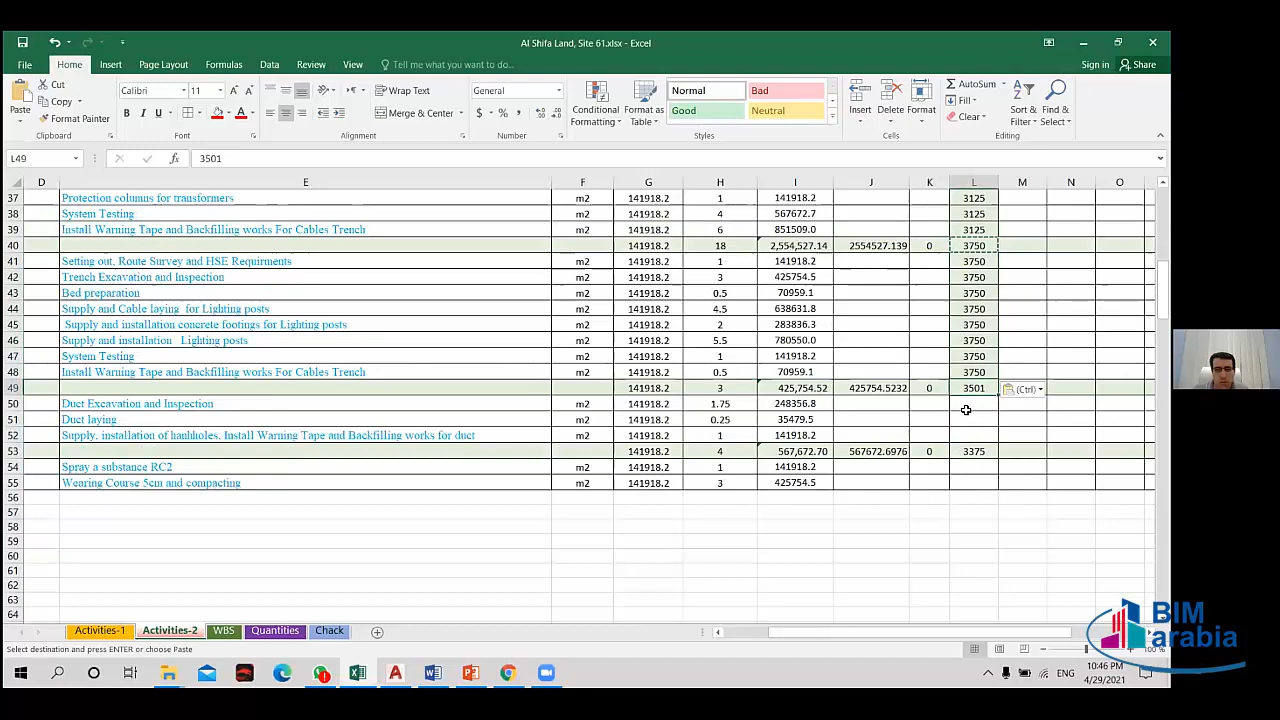 Al Shifa Land, Site 61.xlsx - Excel
File Home Insert Page Layout Formulas Data Review View Tell me what you want to do... Sign in Share
Cut
Copy
Format Painter
Paste
Calibri 11
Wrap Text
Merge & Center
General
Conditional Formatting
Format as Table
Normal Bad
Good Neutral
Insert Delete Format
AutoSum
Fill
Clear
Sort & Filter
Find & Select
Clipboard Font Alignment Number Styles Cells Editing
L49 fx 3501
D E F G H I J K L M N O
37 Protection columns for transformers m2 141918.2 1 141918.2 3125
38 System Testing m2 141918.2 4 567672.7 3125
39 Install Warning Tape and Backfilling works For Cables Trench m2 141918.2 6 851509.0 3125
40 141918.2 18 2,554,527.14 2554527.139 0 3750
41 Setting out, Route Survey and HSE Requirments m2 141918.2 1 141918.2 3750
42 Trench Excavation and Inspection m2 141918.2 3 425754.5 3750
43 Bed preparation m2 141918.2 0.5 70959.1 3750
44 Supply and Cable laying for Lighting posts m2 141918.2 4.5 638631.8 3750
45 Supply and installation concrete footings for Lighting posts m2 141918.2 2 283836.3 3750
46 Supply and installation Lighting posts m2 141918.2 5.5 780550.0 3750
47 System Testing m2 141918.2 1 141918.2 3750
48 Install Warning Tape and Backfilling works For Cables Trench m2 141918.2 0.5 70959.1 3750
49 141918.2 3 425,754.52 425754.5232 0 3501 (Ctrl)
50 Duct Excavation and Inspection m2 141918.2 1.75 248356.8
51 Duct laying m2 141918.2 0.25 35479.5
52 Supply, installation of hanhholes, Install Warning Tape and Backfilling works for duct m2 141918.2 1 141918.2
53 141918.2 4 567,672.70 567672.6976 0 3375
54 Spray a substance RC2 m2 141918.2 1 141918.2
55 Wearing Course 5cm and compacting m2 141918.2 3 425754.5
56
57
58
59
60
61
62
63
64
Activities-1 Activities-2 WBS Quantities Chack
Select destination and press ENTER or choose Paste
100 %
BIM
arabia
ENG
10:46 PM
4/29/2021